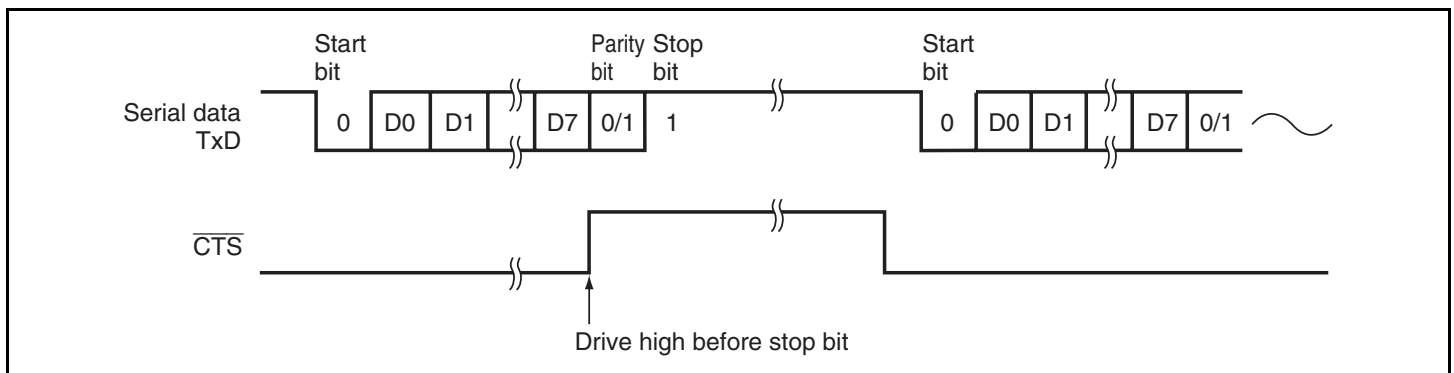 Start bit
Parity bit
Stop bit
Start bit
Serial data TxD
0 D0 D1 D7 0/1 1 0 D0 D1 D7 0/1
CTS
Drive high before stop bit